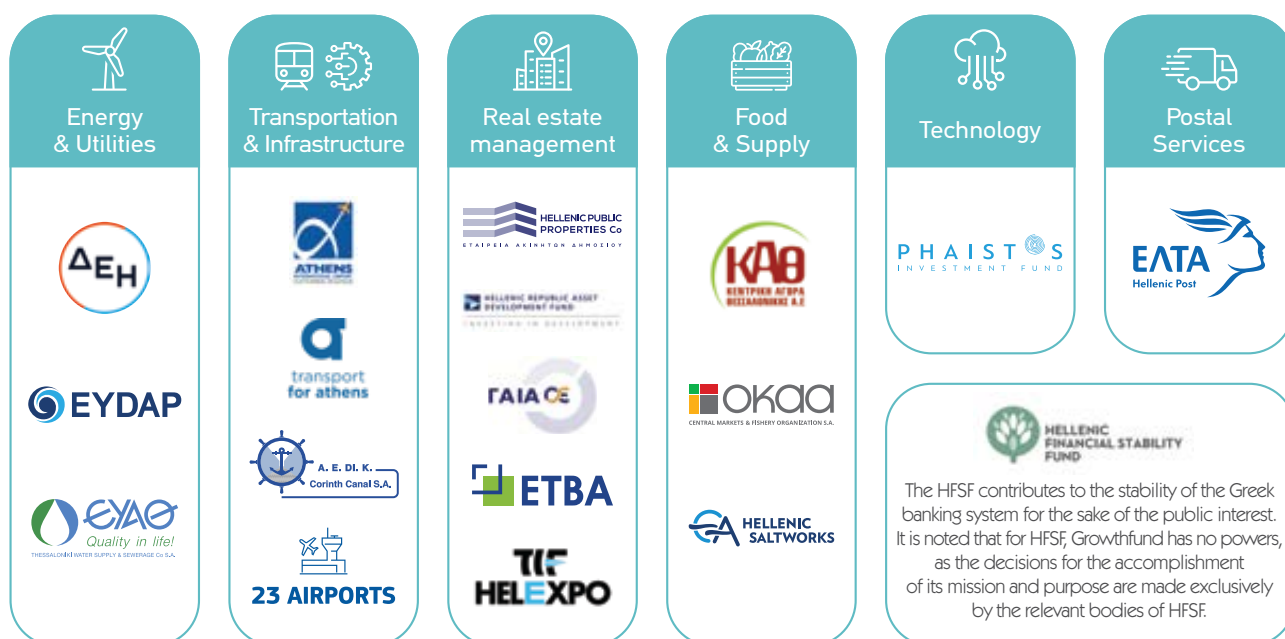 Energy
& Utilities
ΔΕΗ
EYDAP
ΕΥΑΘ
Quality in life!
THESSALONIKI WATER SUPPLY & SEWERAGE Co S.A.
Transportation
& Infrastructure
ATHENS
transport
for athens
A. E. DI. K.
Corinth Canal S.A.
23 AIRPORTS
Real estate
management
HELLENIC PUBLIC
PROPERTIES Co
ΕΤΑΙΡΕΙΑ ΑΚΙΝΗΤΩΝ ΔΗΜΟΣΙΟΥ
HELLENIC REPUBLIC ASSET
DEVELOPMENT FUND
INVESTING IN DEVELOPMENT
ΓΑΙΑ ΟΣΕ
ETBA
TIF
HELEXPO
Food
& Supply
ΚΑΘ
ΚΕΝΤΡΙΚΗ ΑΓΟΡΑ
ΘΕΣΣΑΛΟΝΙΚΗΣ Α.Ε
OKAA
CENTRAL MARKETS & FISHERY ORGANIZATION S.A.
HELLENIC
SALTWORKS
Technology
PHAISTOS
INVESTMENT FUND
Postal
Services
ΕΛΤΑ
Hellenic Post
HELLENIC
FINANCIAL STABILITY
FUND
The HFSF contributes to the stability of the Greek
banking system for the sake of the public interest.
It is noted that for HFSF, Growthfund has no powers,
as the decisions for the accomplishment
of its mission and purpose are made exclusively
by the relevant bodies of HFSF.